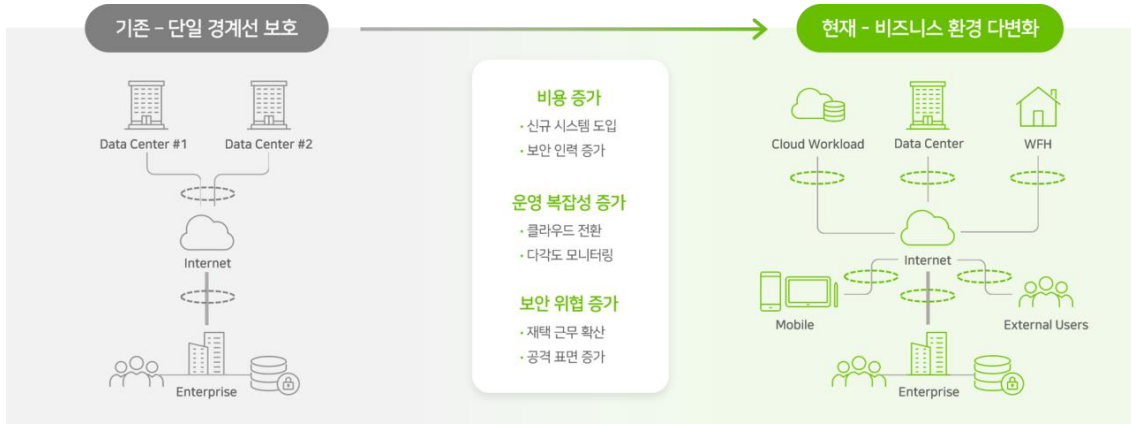 기존 – 단일 경계선 보호
현재 – 비즈니스 환경 다변화
Data Center #1
Data Center #2
Internet
Enterprise
비용 증가
· 신규 시스템 도입
· 보안 인력 증가
운영 복잡성 증가
· 클라우드 전환
· 다각도 모니터링
보안 위협 증가
· 재택 근무 확산
· 공격 표면 증가
Cloud Workload
Data Center
WFH
Internet
Mobile
External Users
Enterprise